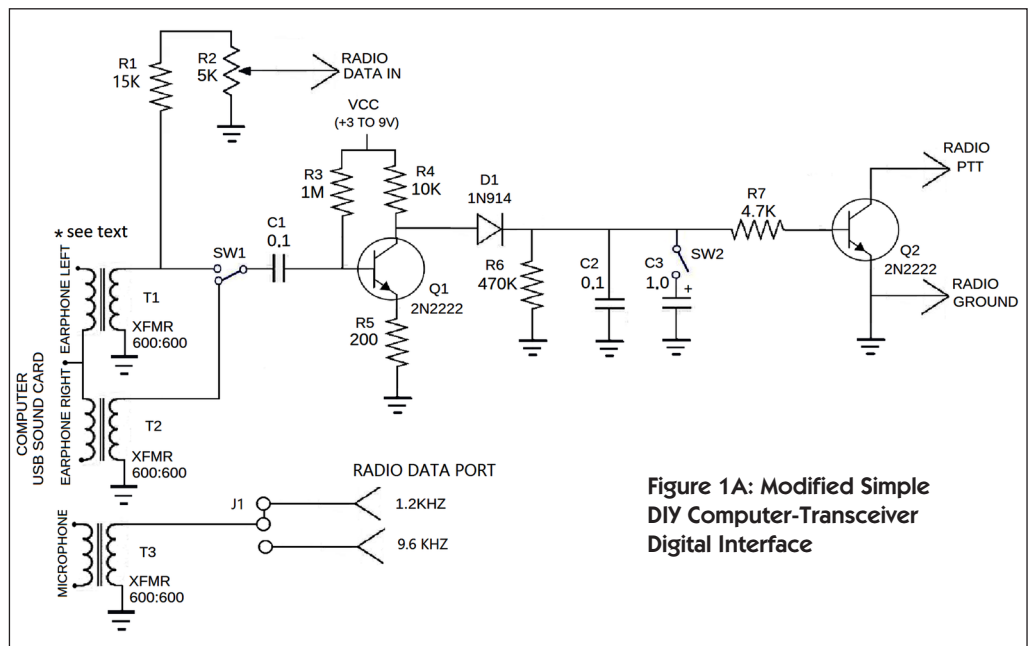 R1
15K
R2
5K
RADIO
DATA IN
VCC
(+3 TO 9V)
R3
1M
R4
10K
D1
1N914
RADIO
PTT
R7
4.7K
* see text
C1
0.1
SW1
SW2
Q1
2N2222
R6
470K
C2
0.1
C3
1.0
+
Q2
2N2222
RADIO
GROUND
R5
200
COMPUTER
USB SOUND CARD
EARPHONE LEFT
T1
XFMR
600:600
EARPHONE RIGHT
T2
XFMR
600:600
MICROPHONE
T3
XFMR
600:600
RADIO DATA PORT
J1
1.2KHZ
9.6 KHZ
Figure 1A: Modified Simple
DIY Computer-Transceiver
Digital Interface